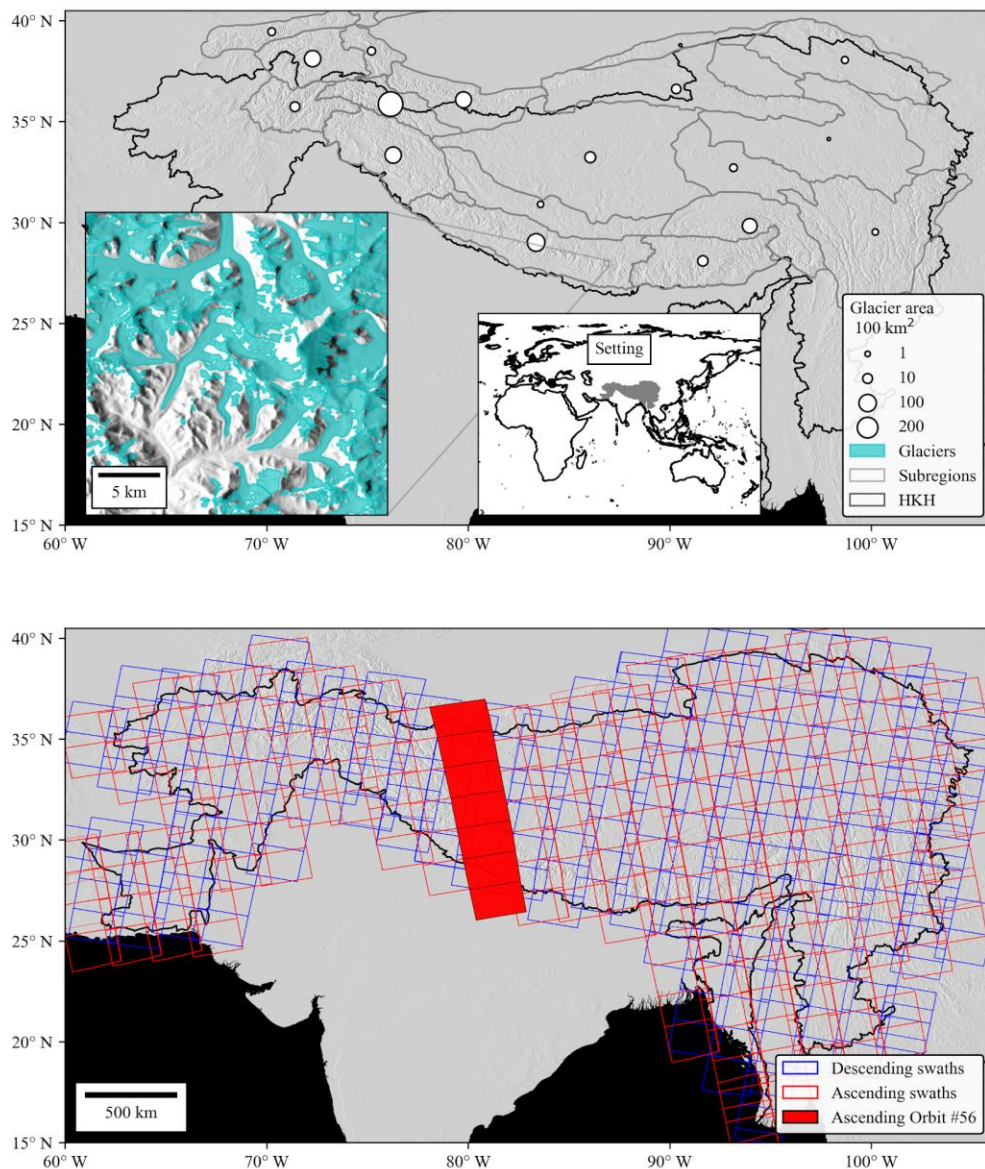 40° N
35° N
30° N
25° N
20° N
15° N
60° W
70° W
80° W
90° W
100° W
5 km
Setting
Glacier area
100 km²
1
10
100
200
Glaciers
Subregions
HKH
40° N
35° N
30° N
25° N
20° N
15° N
60° W
70° W
80° W
90° W
100° W
500 km
Descending swaths
Ascending swaths
Ascending Orbit #56